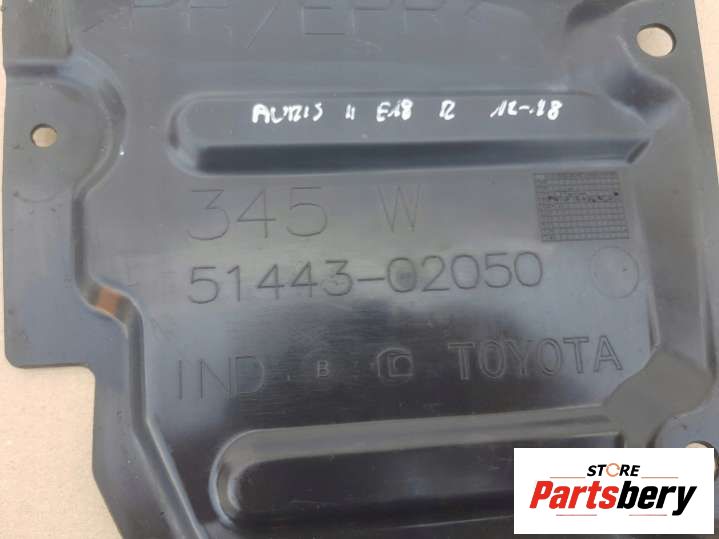 AURIS II E18 R 12-18
345 W
51443-02050
IND B TOYOTA
STORE
Partsbery